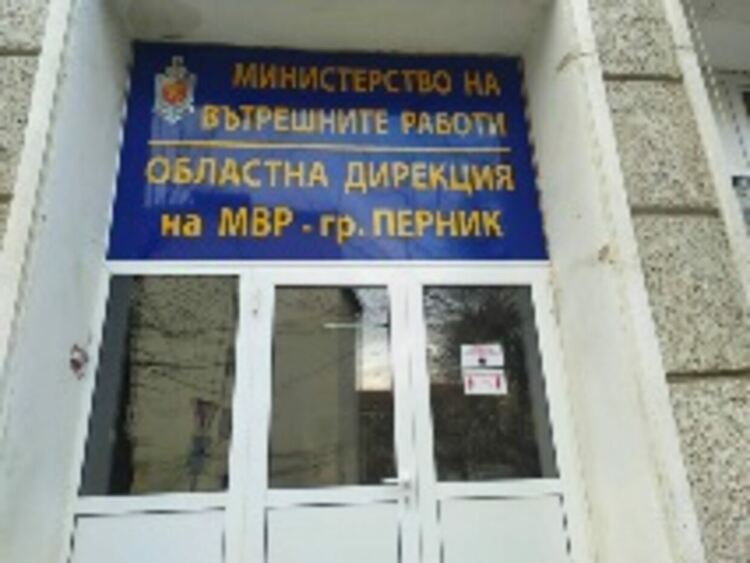 МИНИСТЕРСТВО НА
ВЪТРЕШНИТЕ РАБОТИ
ОБЛАСТНА ДИРЕКЦИЯ
на МВР - гр. ПЕРНИК